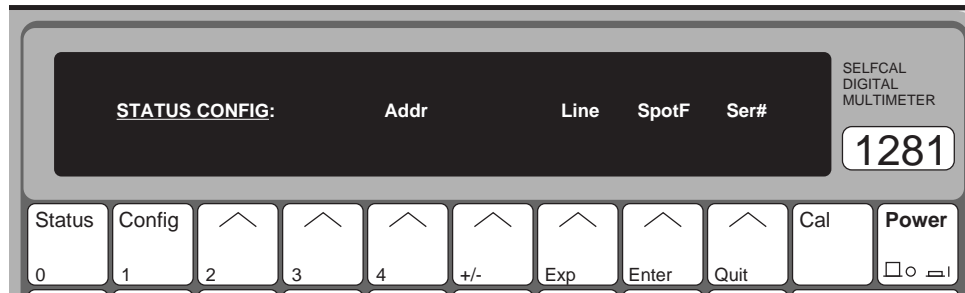 STATUS CONFIG: Addr Line SpotF Ser#
SELFCAL
DIGITAL
MULTIMETER
1281
Status Config Cal Power
0 1 2 3 4 +/- Exp Enter Quit